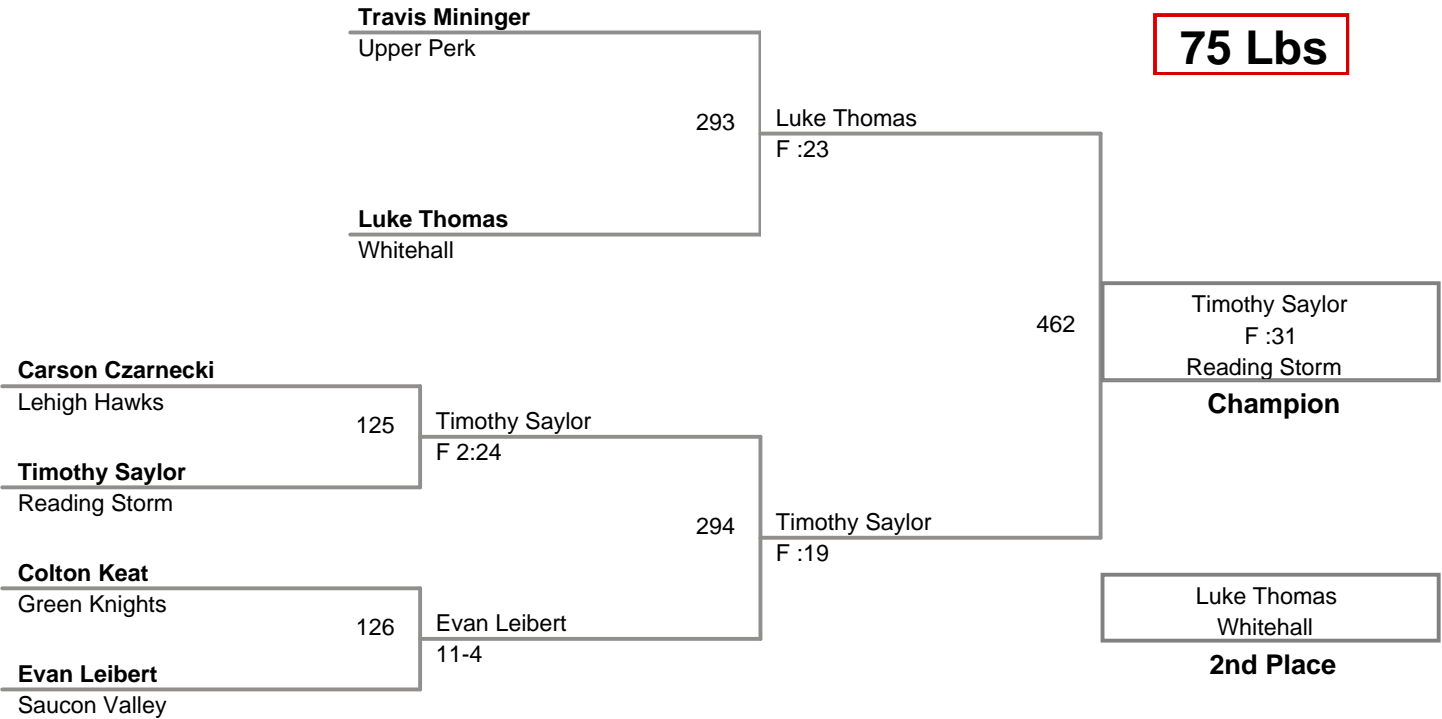 Travis Mininger
Upper Perk
75 Lbs
293
Luke Thomas
F :23
Luke Thomas
Whitehall
462
Timothy Saylor
F :31
Reading Storm
Champion
Carson Czarnecki
Lehigh Hawks
125
Timothy Saylor
F 2:24
Timothy Saylor
Reading Storm
294
Timothy Saylor
F :19
Colton Keat
Green Knights
126
Evan Leibert
11-4
Evan Leibert
Saucon Valley
Luke Thomas
Whitehall
2nd Place